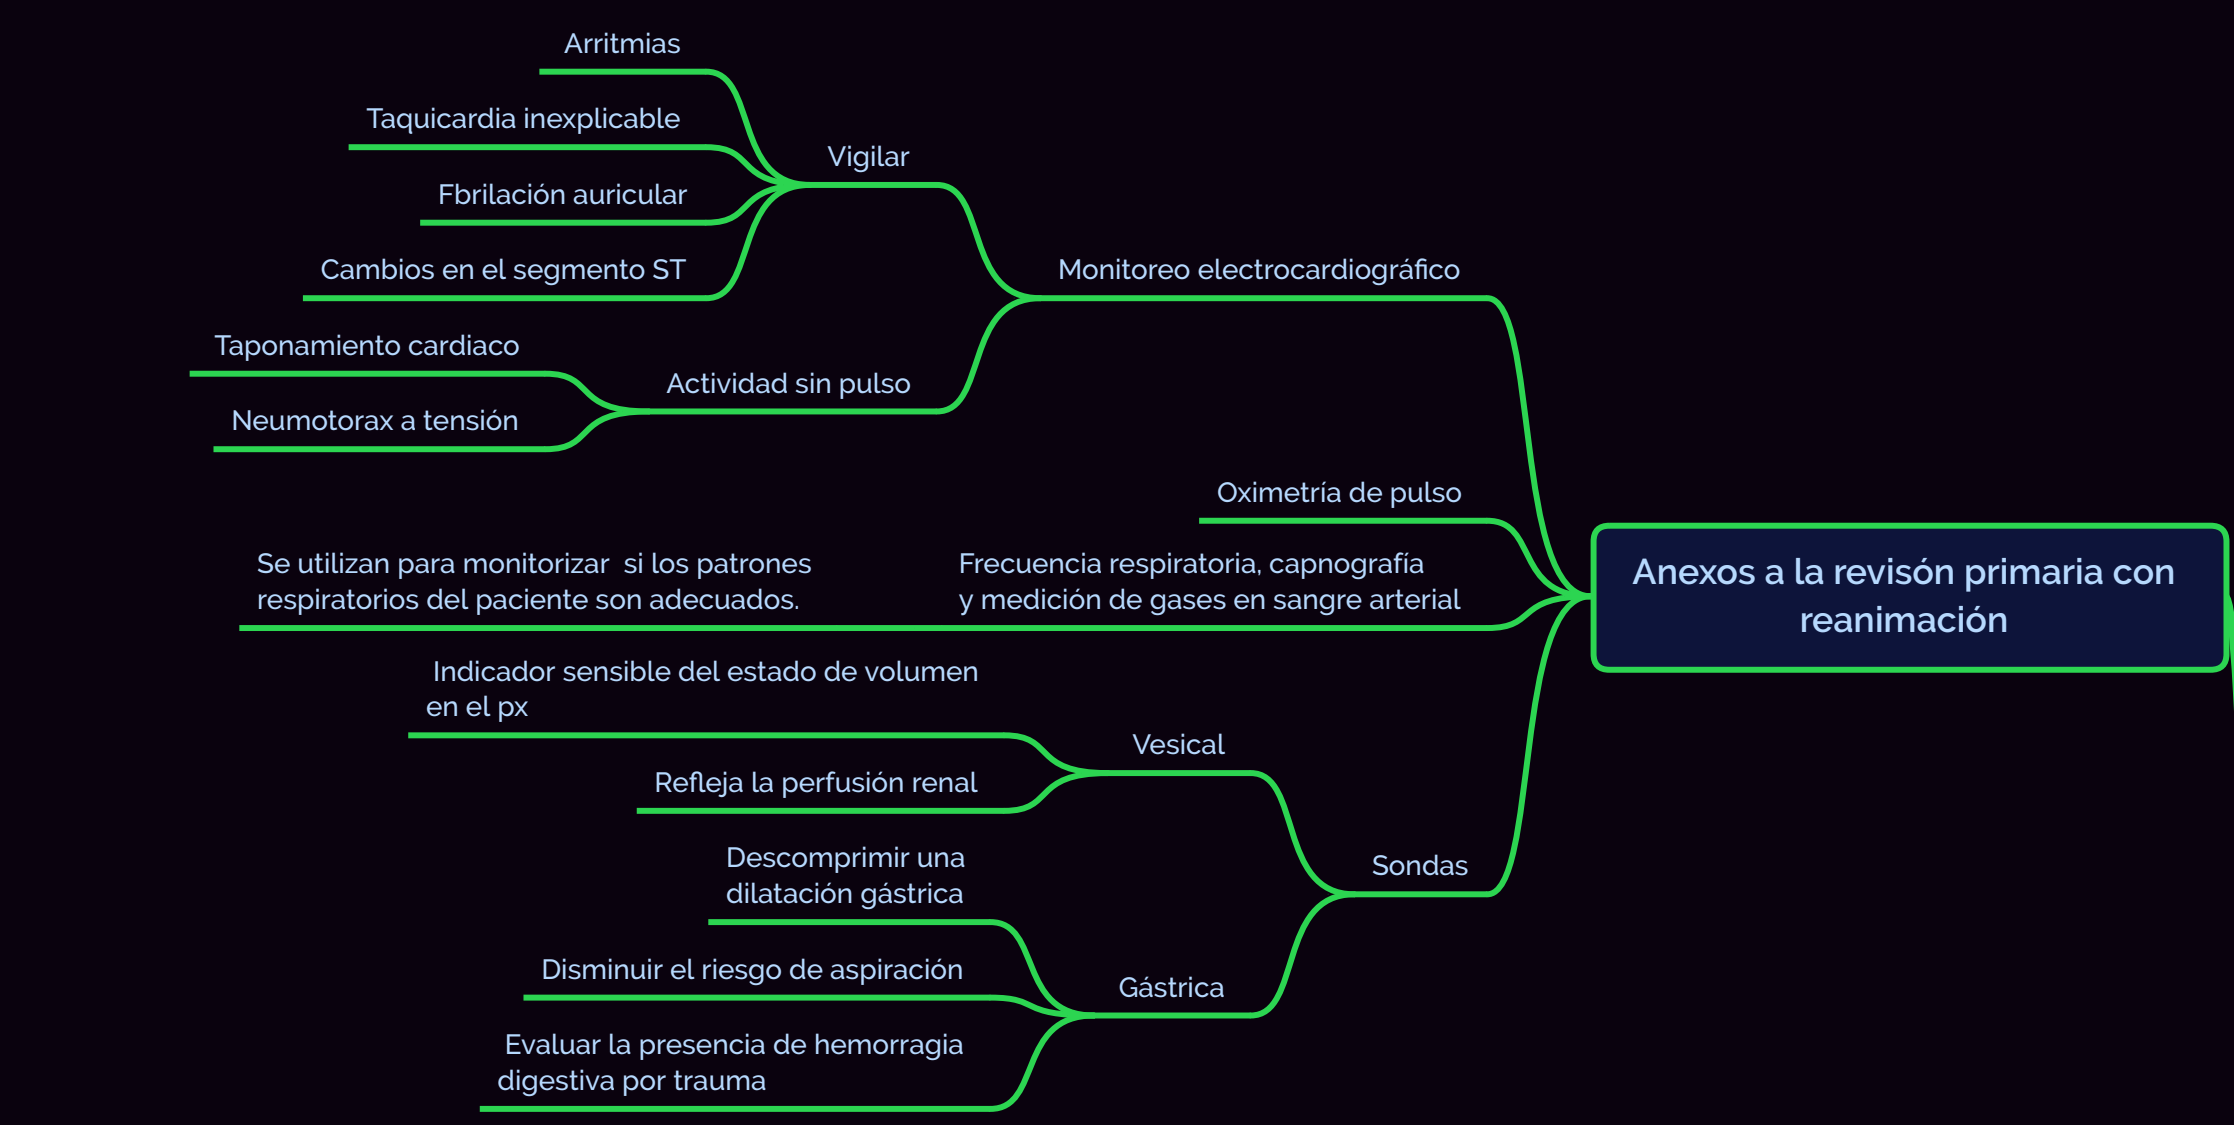 Arritmias
Taquicardia inexplicable
Vigilar
Fbrilación auricular
Cambios en el segmento ST
Monitoreo electrocardiográfico
Taponamiento cardiaco
Actividad sin pulso
Neumotorax a tensión
Oximetría de pulso
Se utilizan para monitorizar  si los patrones
respiratorios del paciente son adecuados.
Frecuencia respiratoria, capnografía
y medición de gases en sangre arterial
Anexos a la revisón primaria con
reanimación
Indicador sensible del estado de volumen
en el px
Vesical
Refleja la perfusión renal
Descomprimir una
dilatación gástrica
Sondas
Disminuir el riesgo de aspiración
Gástrica
Evaluar la presencia de hemorragia
digestiva por trauma